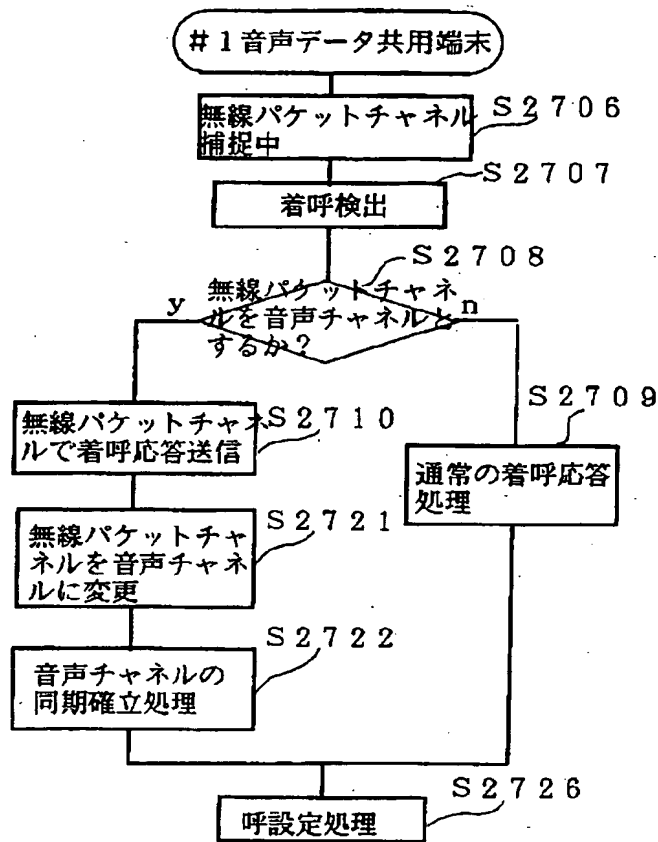 #1音声データ共用端末
S2706
無線パケットチャネル
捕捉中
S2707
着呼検出
S2708
無線パケットチャネ
ルを音声チャネルと
するか?
y
n
S2710
無線パケットチャネ
ルで着呼応答送信
S2709
通常の着呼応答
処理
S2721
無線パケットチャ
ネルを音声チャネ
ルに変更
S2722
音声チャネルの
同期確立処理
S2726
呼設定処理